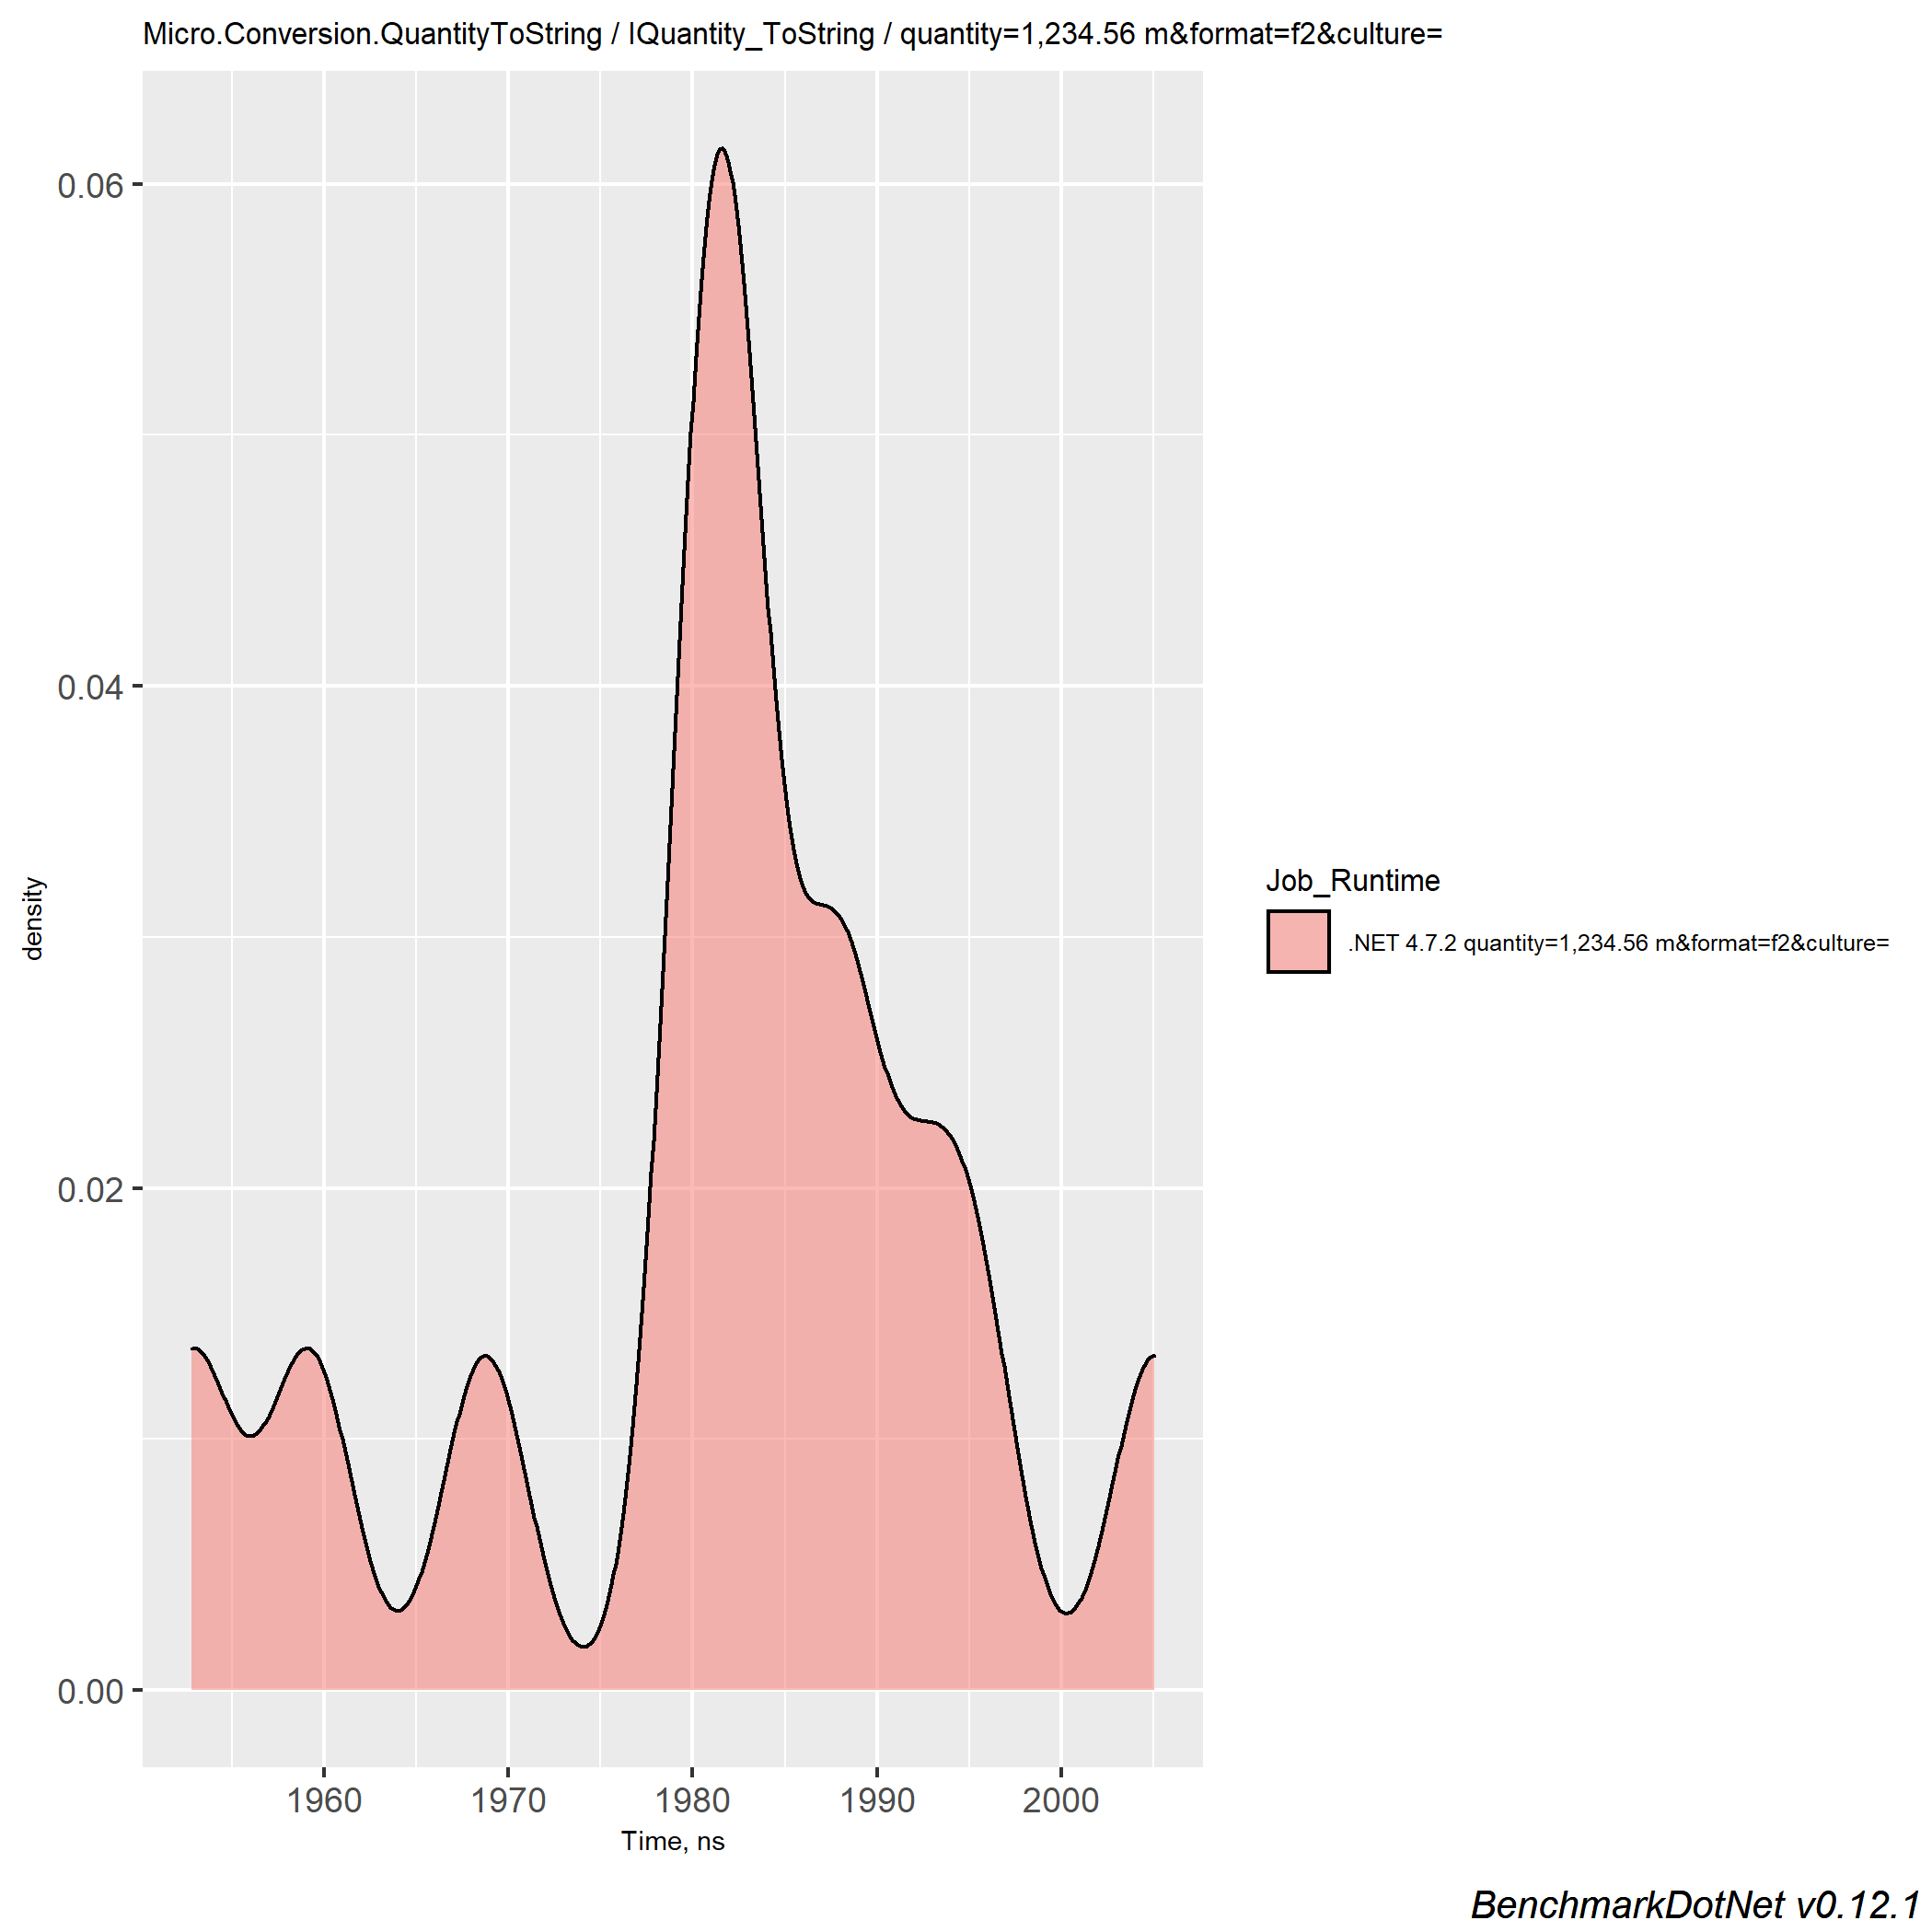 Micro.Conversion.QuantityToString / IQuantity_ToString / quantity=1,234.56 m&format=f2&culture=
0.06
0.04
0.02
0.00
density
1960 1970 1980 1990 2000
Time, ns
Job_Runtime
.NET 4.7.2 quantity=1,234.56 m&format=f2&culture=
BenchmarkDotNet v0.12.1